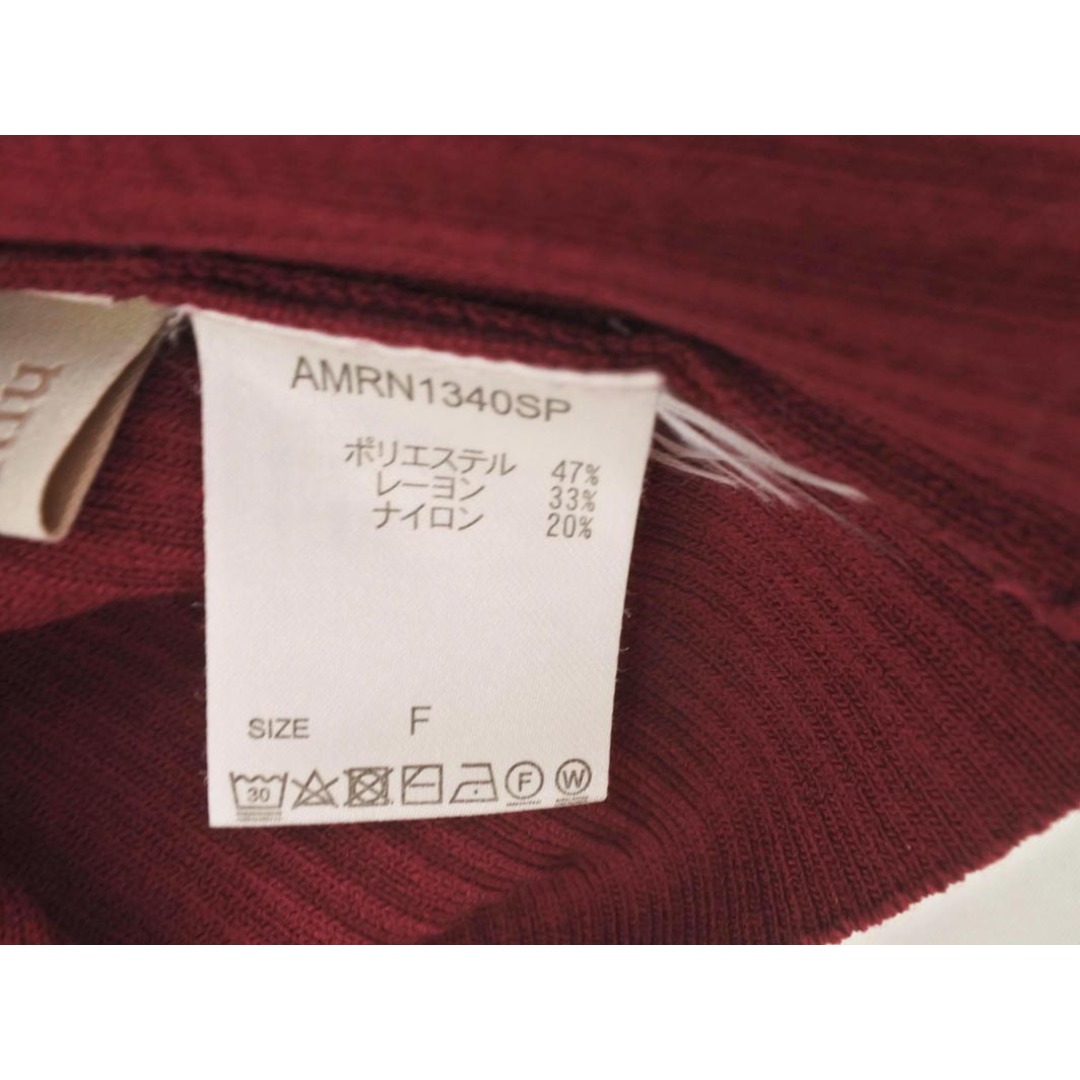 AMRN1340SP
ポリエステル 47%
レーヨン 33%
ナイロン 20%
SIZE F
30 F W